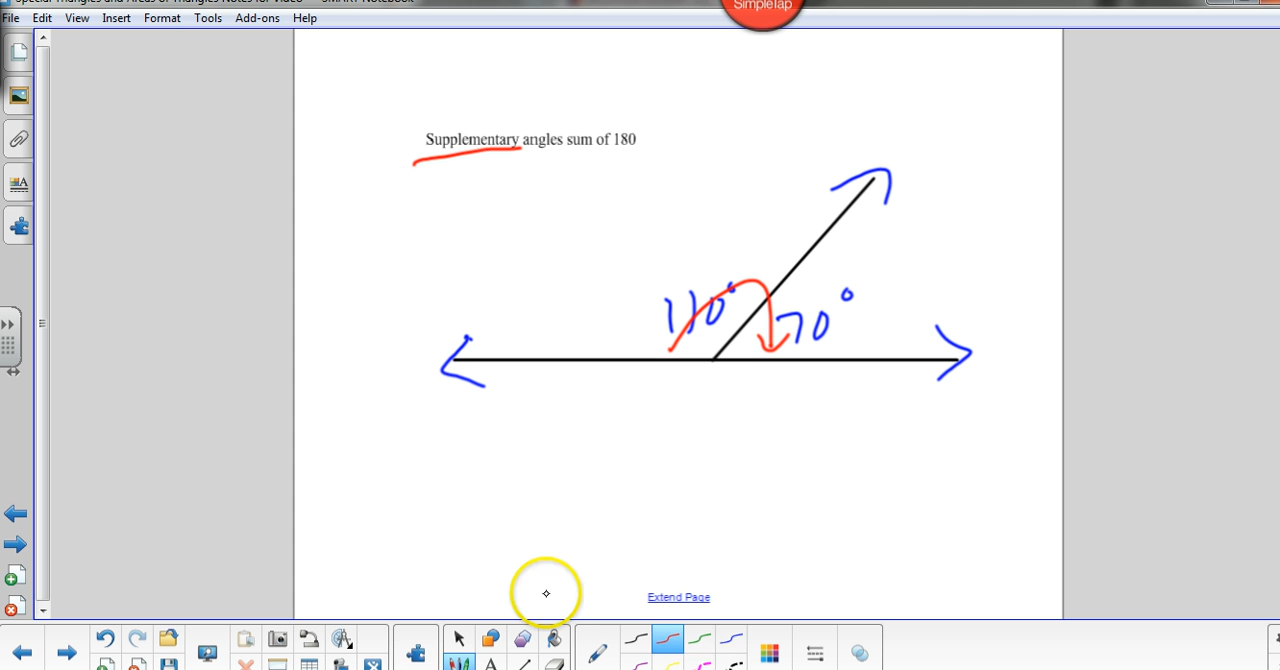 SimpleTap
File Edit View Insert Format Tools Add-ons Help
Supplementary angles sum of 180
110°
70°
Extend Page
A